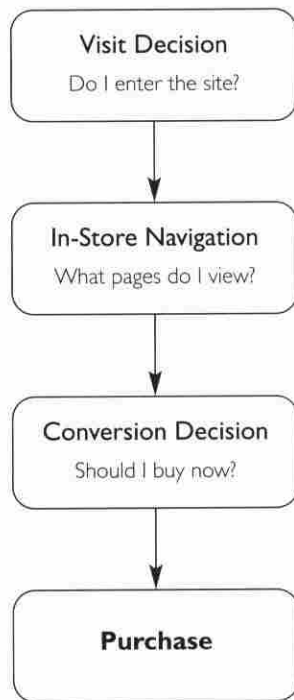 Visit Decision
Do I enter the site?
In-Store Navigation
What pages do I view?
Conversion Decision
Should I buy now?
Purchase